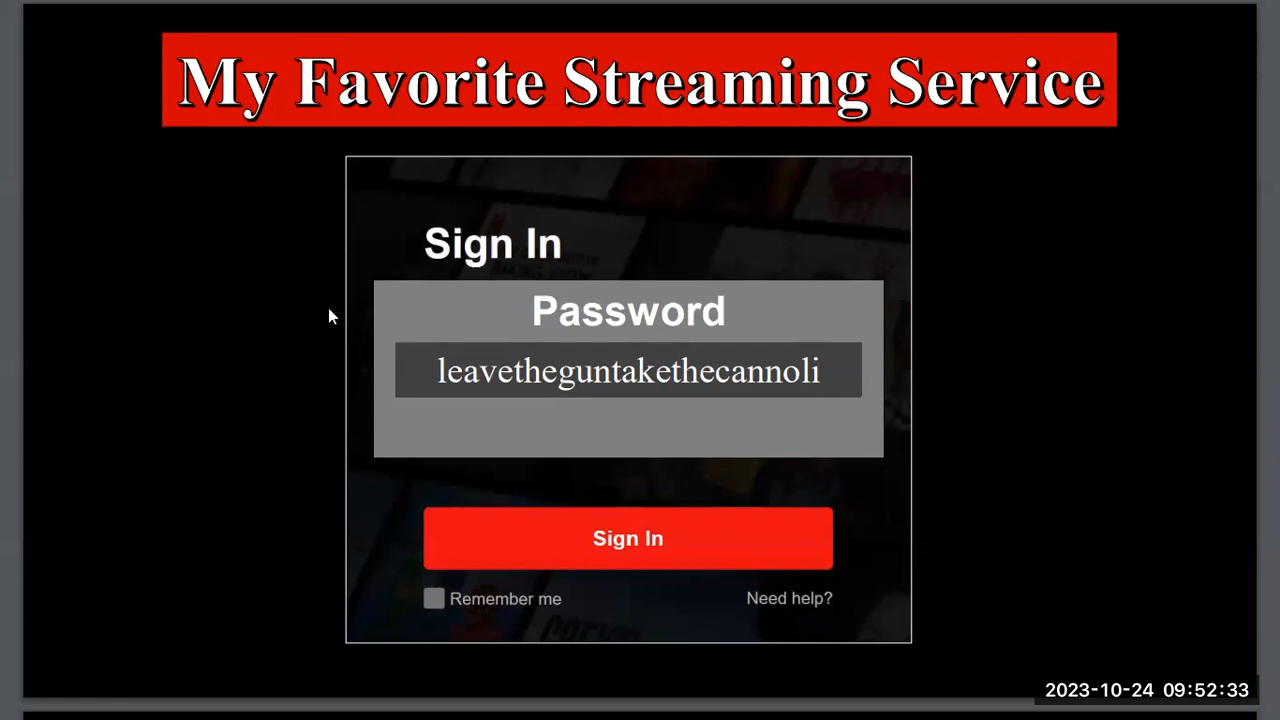 My Favorite Streaming Service
Sign In
Password
leavetheguntakethecannoli
Sign In
Remember me
Need help?
2023-10-24 09:52:33